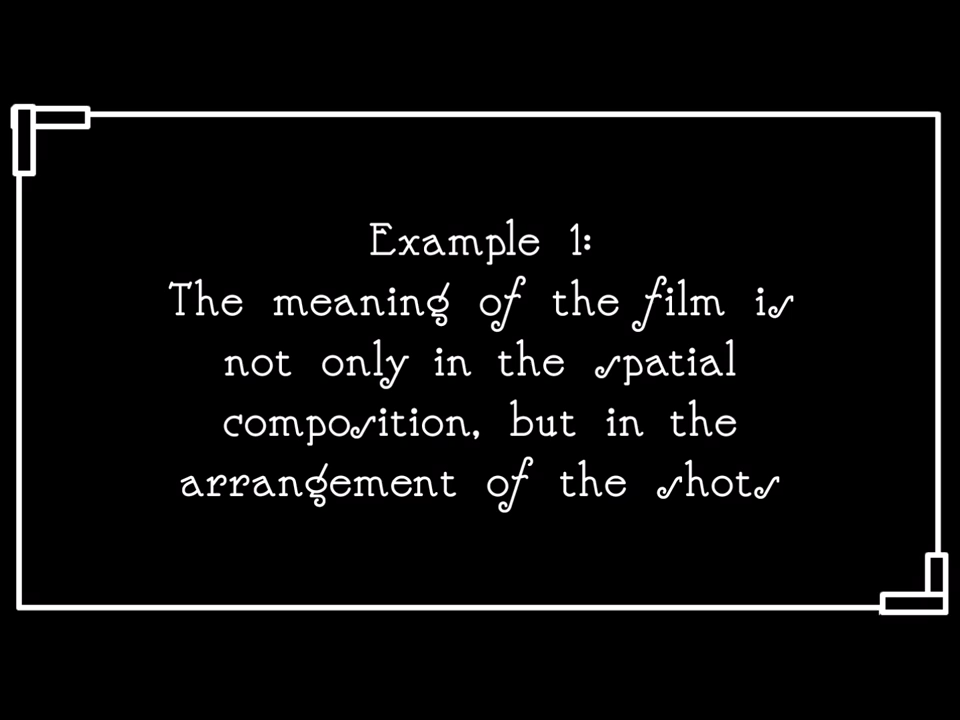 Example 1:
The meaning of the film is
not only in the spatial
composition, but in the
arrangement of the shots